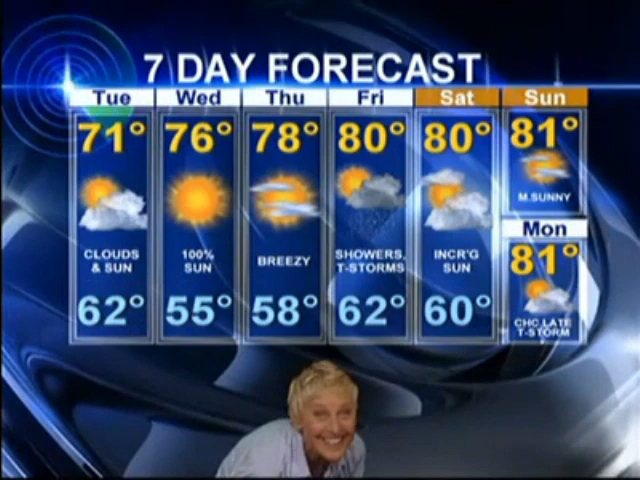 7 DAY FORECAST
Tue Wed Thu Fri Sat Sun
71° 76° 78° 80° 80° 81°
M.SUNNY
Mon
81°
CLOUDS & SUN
100% SUN
BREEZY
SHOWERS, T-STORMS
INCR'G SUN
62° 55° 58° 62° 60°
CHC.LATE T-STORM